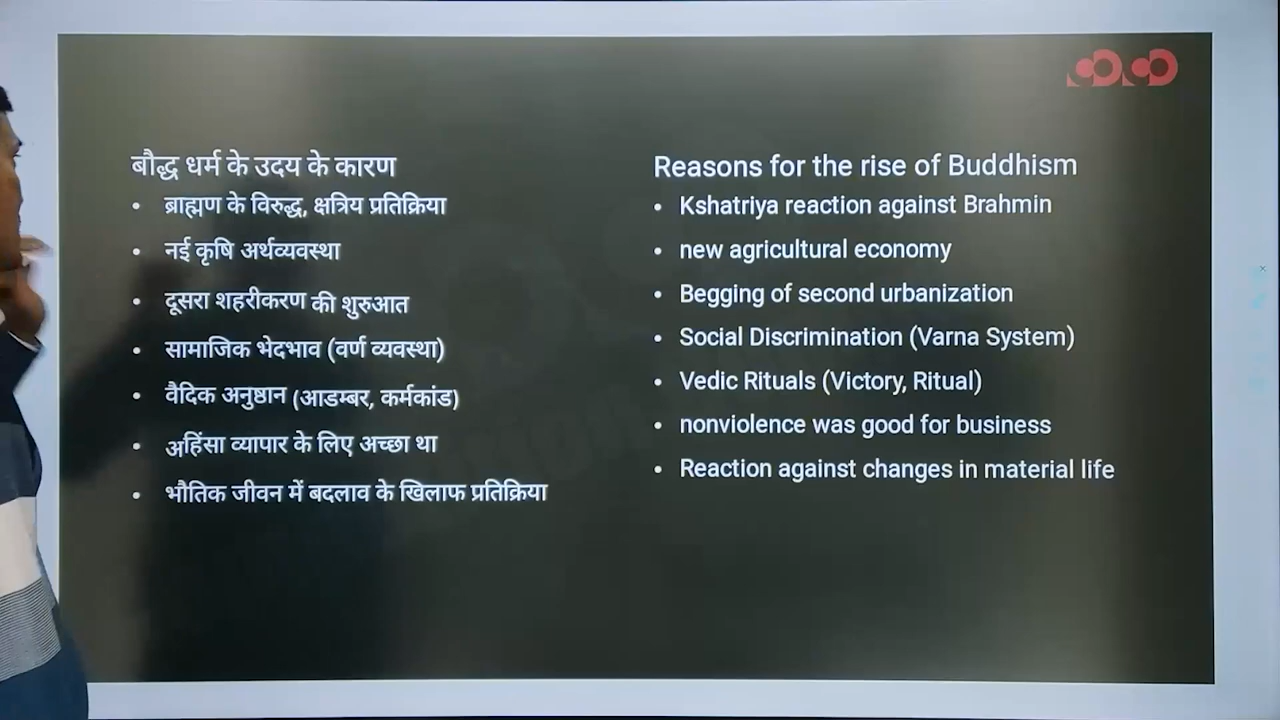 बौद्ध धर्म के उदय के कारण
• ब्राह्मण के विरुद्ध, क्षत्रिय प्रतिक्रिया
• नई कृषि अर्थव्यवस्था
• दूसरा शहरीकरण की शुरुआत
• सामाजिक भेदभाव (वर्ण व्यवस्था)
• वैदिक अनुष्ठान (आडम्बर, कर्मकांड)
• अहिंसा व्यापार के लिए अच्छा था
• भौतिक जीवन में बदलाव के खिलाफ प्रतिक्रिया
Reasons for the rise of Buddhism
• Kshatriya reaction against Brahmin
• new agricultural economy
• Begging of second urbanization
• Social Discrimination (Varna System)
• Vedic Rituals (Victory, Ritual)
• nonviolence was good for business
• Reaction against changes in material life